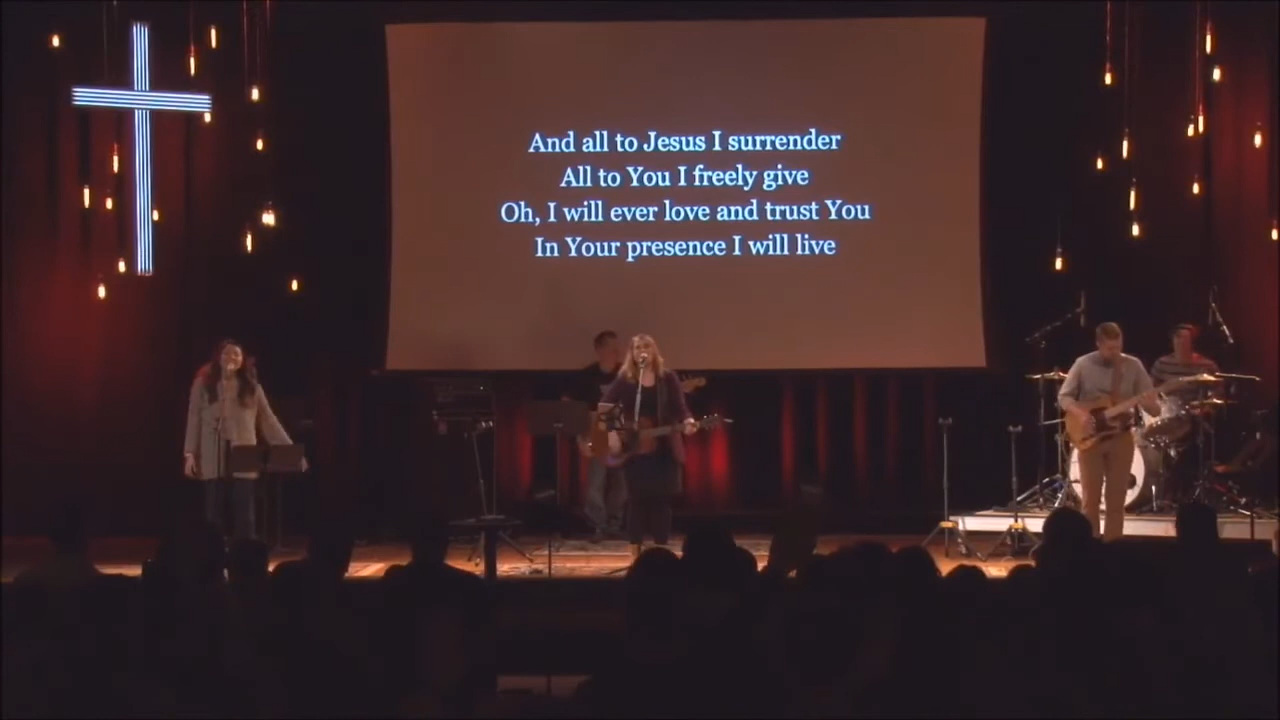 And all to Jesus I surrender
All to You I freely give
Oh, I will ever love and trust You
In Your presence I will live